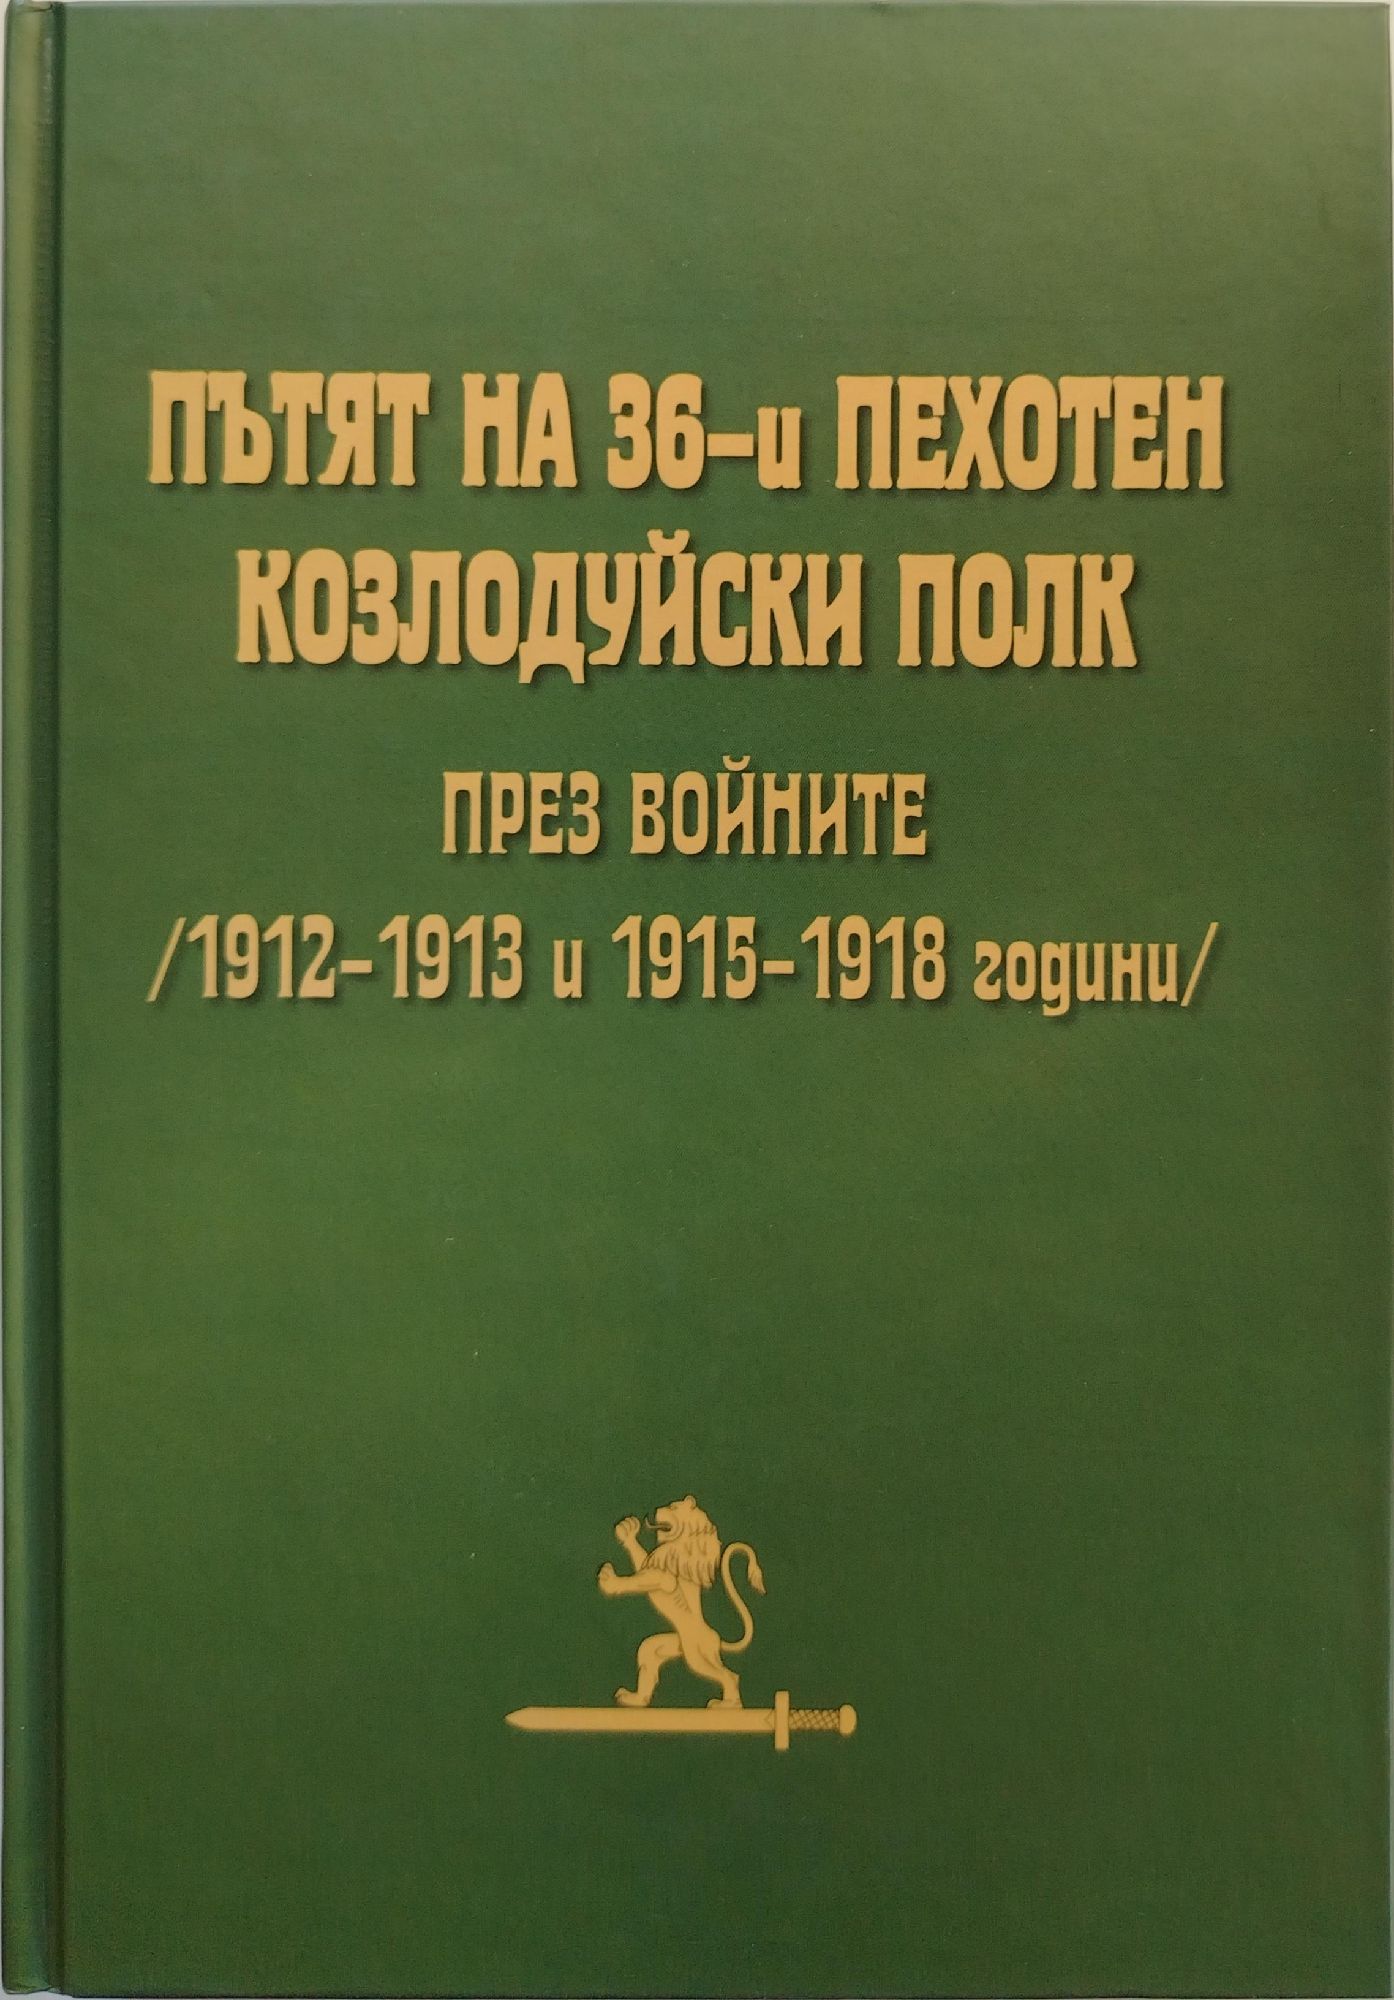 ПЪТЯТ НА 36-и ПЕХОТЕН
КОЗЛОДУЙСКИ ПОЛК
ПРЕЗ ВОЙНИТЕ
/1912-1913 и 1915-1918 години/